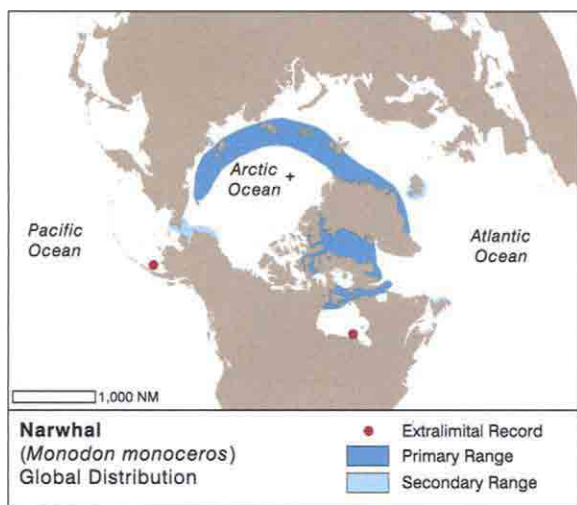 Arctic
Ocean
+
Pacific
Ocean
Atlantic
Ocean
1,000 NM
Narwhal
(Monodon monoceros)
Global Distribution
Extralimital Record
Primary Range
Secondary Range